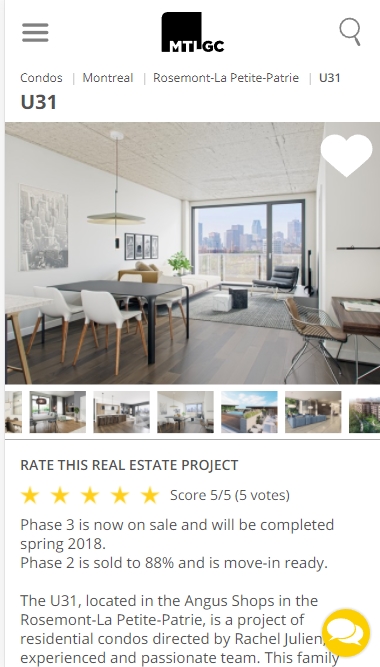 MTLGC
Condos | Montreal | Rosemont-La Petite-Patrie | U31
U31
RATE THIS REAL ESTATE PROJECT
Score 5/5 (5 votes)
Phase 3 is now on sale and will be completed
spring 2018.
Phase 2 is sold to 88% and is move-in ready.
The U31, located in the Angus Shops in the
Rosemont-La Petite-Patrie, is a project of
residential condos directed by Rachel Julien,
experienced and passionate team. This family